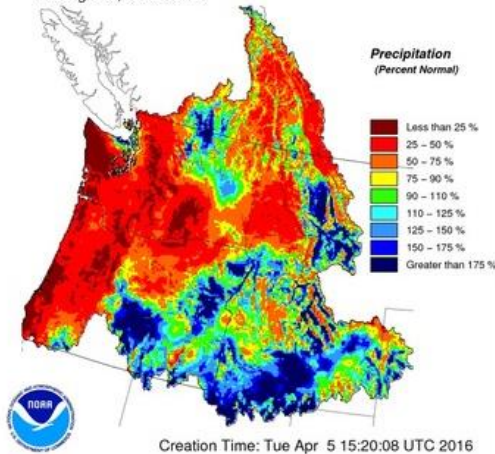 Precipitation
(Percent Normal)
Less than 25 %
25 – 50 %
50 – 75 %
75 – 90 %
90 – 110 %
110 – 125 %
125 – 150 %
150 – 175 %
Greater than 175 %
NOAA
Creation Time: Tue Apr 5 15:20:08 UTC 2016